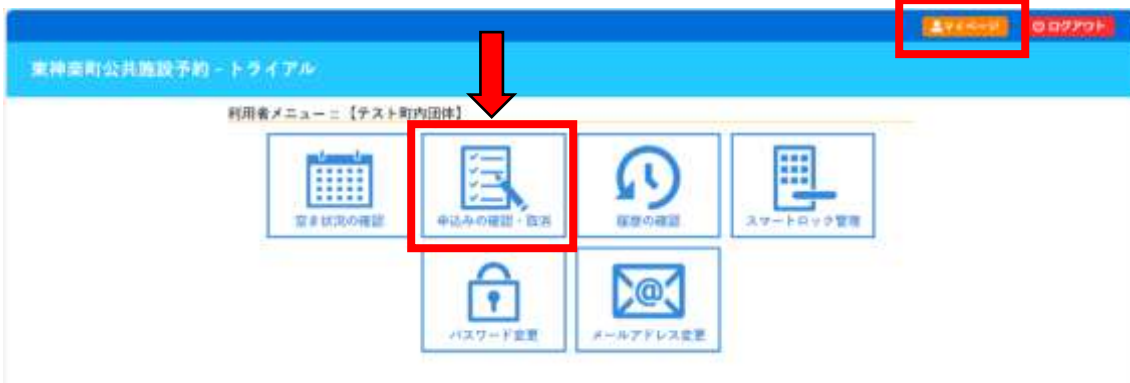 マイページ ログアウト
東神楽町公共施設予約 - トライアル
利用者メニュー :: 【テスト町内団体】
空き状況の確認 申込みの確認・取消 履歴の確認 スマートロック管理
パスワード変更 メールアドレス変更